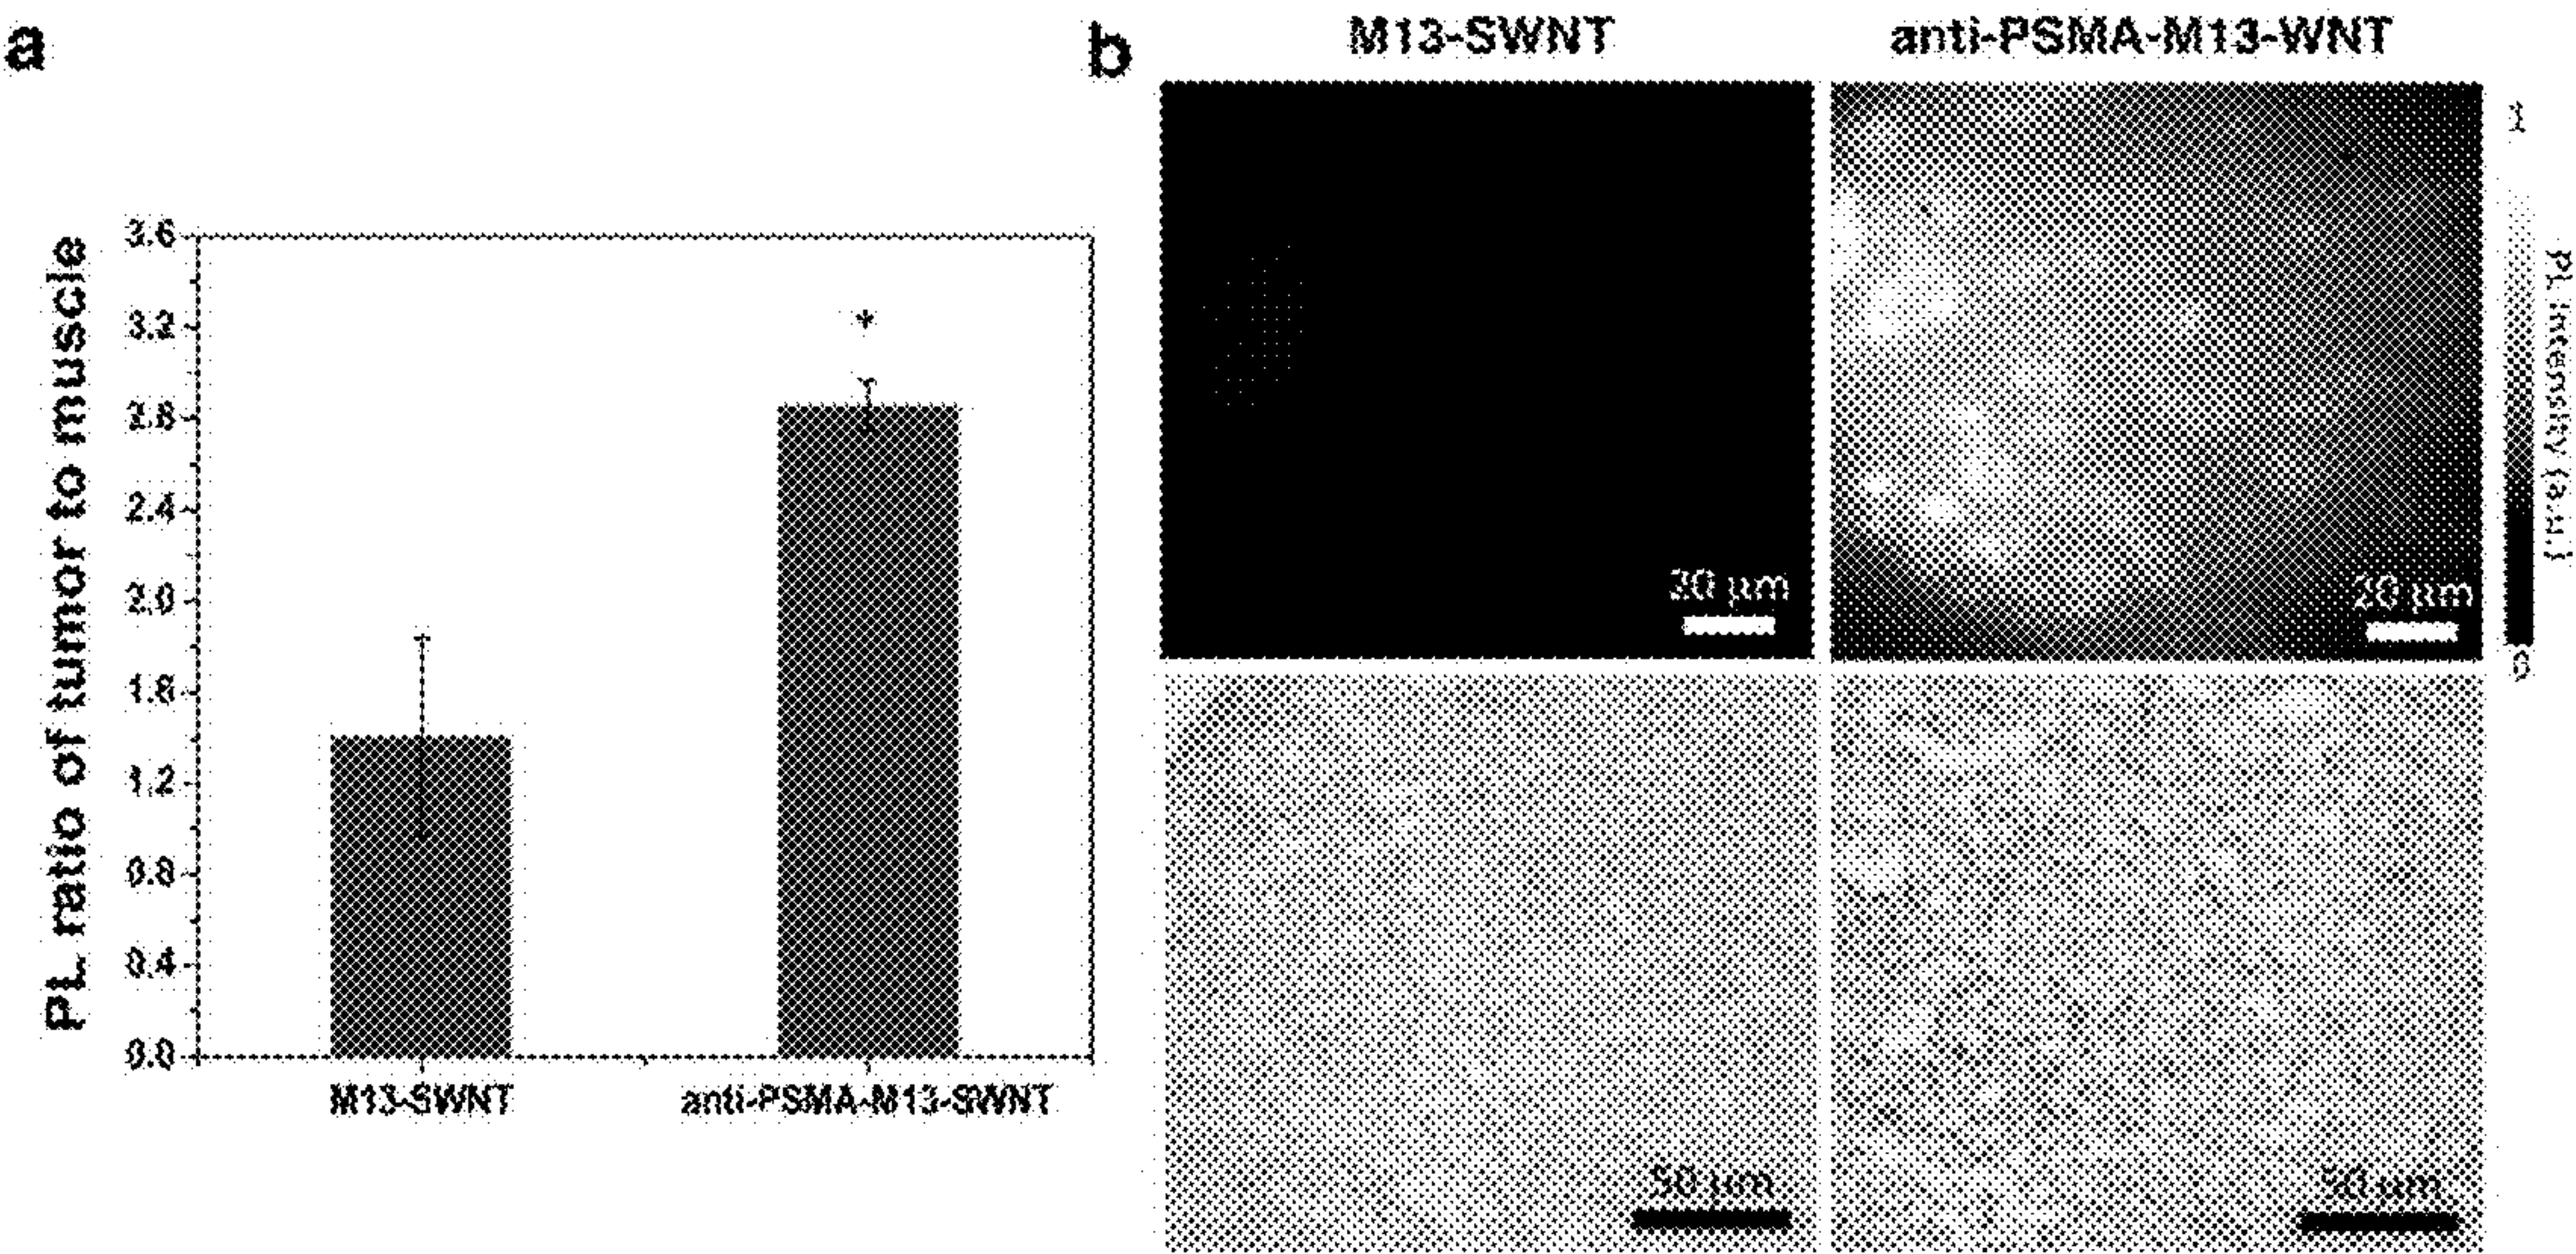 a
PL ratio of tumor to muscle
3.6
3.2
2.8
2.4
2.0
1.6
1.2
0.8
0.4
0.0
*
M13-SWNT
anti-PSMA-M13-SWNT
b
M13-SWNT
anti-PSMA-M13-WNT
20 μm
20 μm
1
PL intensity (a.u.)
0
50 μm
50 μm